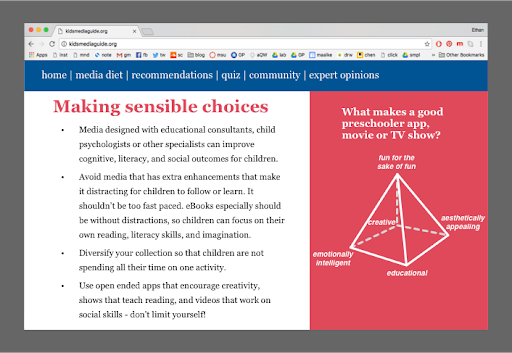 kidsmediaguide.org
Ethan
kidsmediaguide.org
Apps inst mnd note gm fb tw sc blog msu GP aDW lab GP maaike drw chen click smpl » Other Bookmarks
home | media diet | recommendations | quiz | community | expert opinions
Making sensible choices
• Media designed with educational consultants, child
psychologists or other specialists can improve
cognitive, literacy, and social outcomes for children.
• Avoid media that has extra enhancements that make
it distracting for children to follow or learn. It
shouldn't be too fast paced. eBooks especially should
be without distractions, so children can focus on their
own reading, literacy skills, and imagination.
• Diversify your collection so that children are not
spending all their time on one activity.
• Use open ended apps that encourage creativity,
shows that teach reading, and videos that work on
social skills - don't limit yourself!
What makes a good
preschooler app,
movie or TV show?
fun for the
sake of fun
creative
aesthetically
appealing
emotionally
intelligent
educational